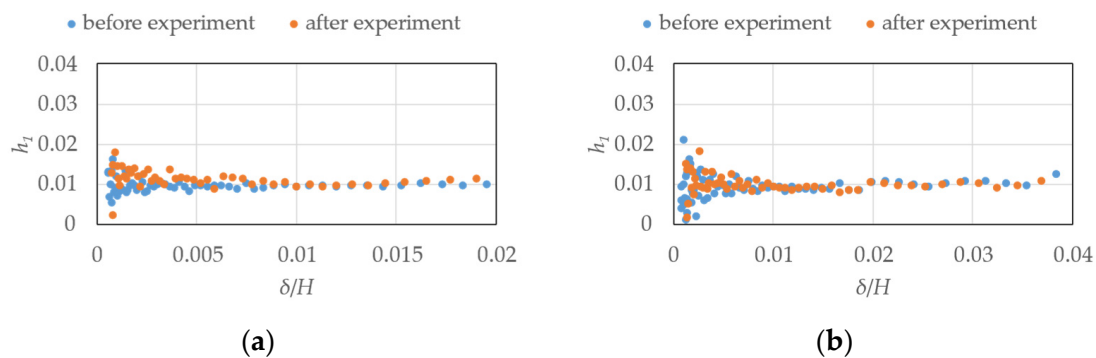 before experiment after experiment
0.04
0.03
0.02
0.01
0
h1
0 0.005 0.01 0.015 0.02
δ/H
(a)
before experiment after experiment
0.04
0.03
0.02
0.01
0
h1
0 0.01 0.02 0.03 0.04
δ/H
(b)